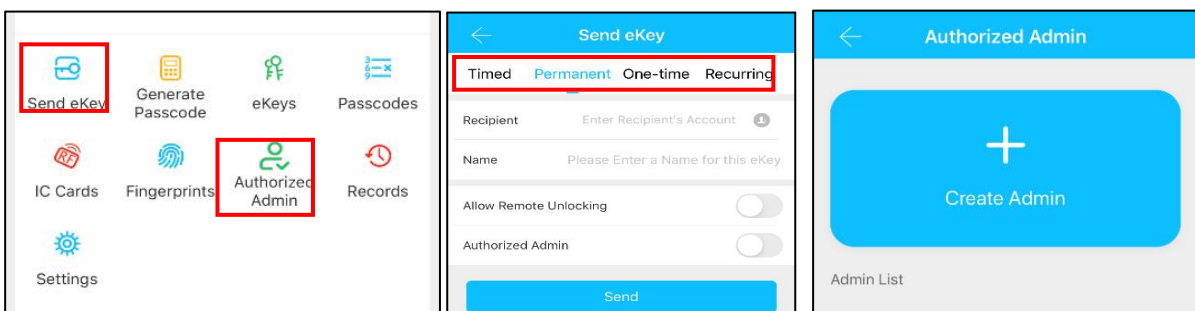 Send eKey
Generate
Passcode
eKeys
Passcodes
IC Cards
Fingerprints
Authorized
Admin
Records
Settings
Send eKey
Timed Permanent One-time Recurring
Recipient Enter Recipient's Account
Name Please Enter a Name for this eKey
Allow Remote Unlocking
Authorized Admin
Send
Authorized Admin
Create Admin
Admin List